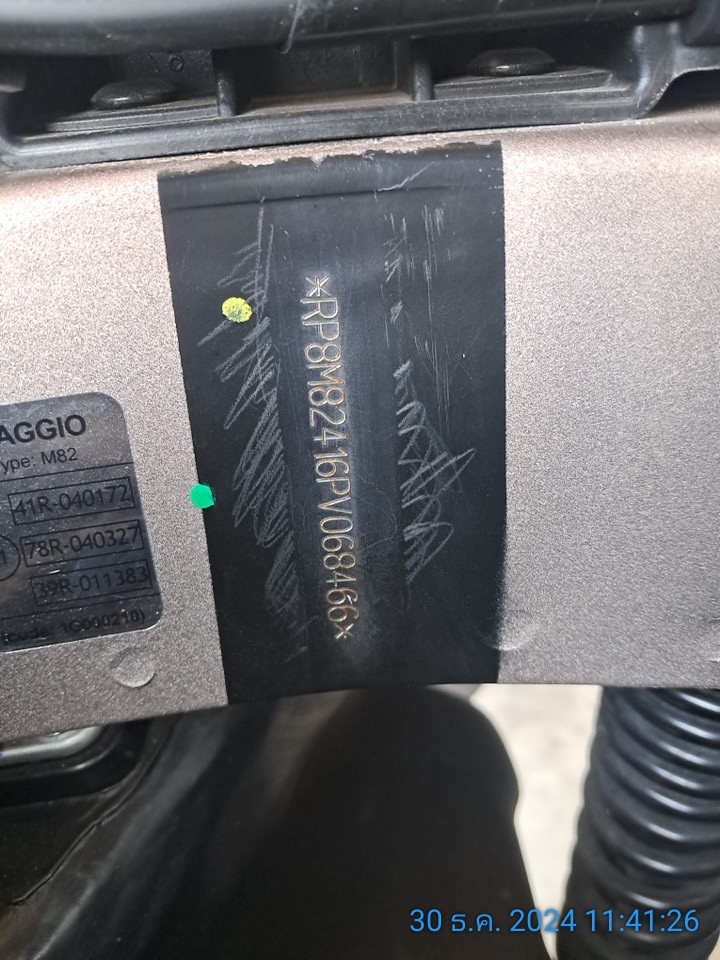 *RP8M82416PV068466*
AGGIO
ype: M82
41R-040172
78R-040327
39R-011383
30 ธ.ค. 2024 11:41:26